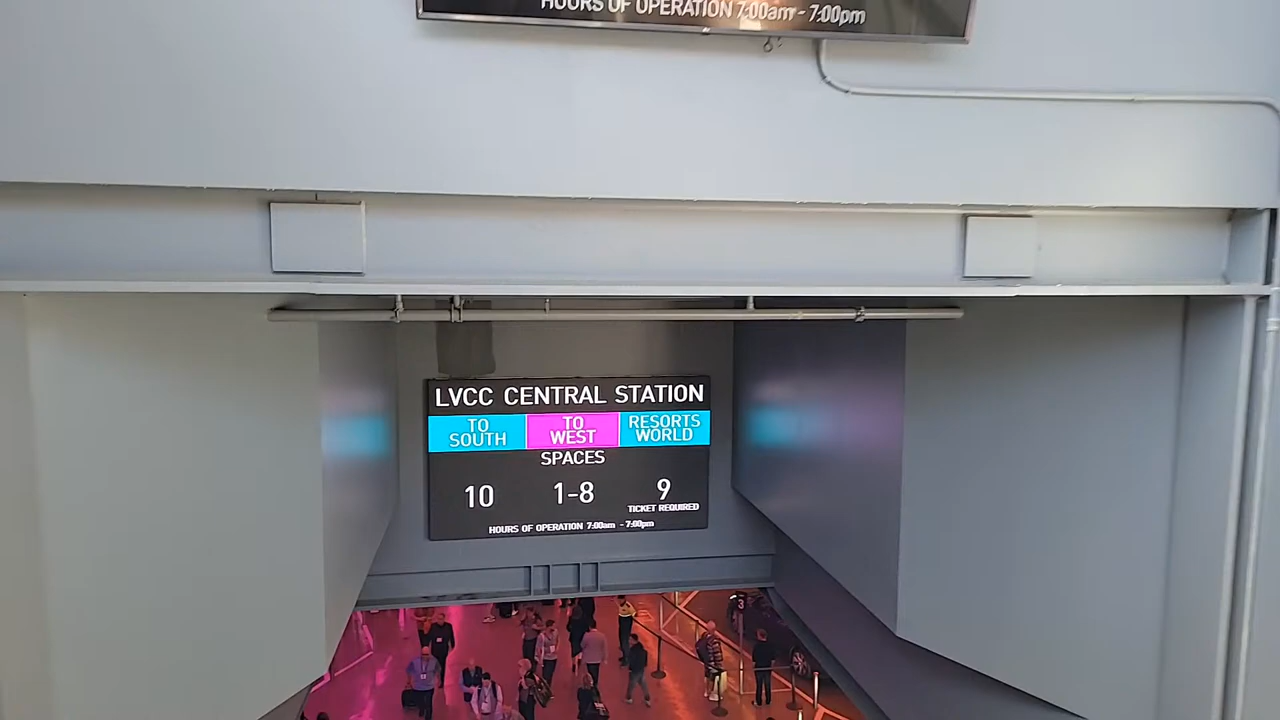 HOURS OF OPERATION 7:00am - 7:00pm
LVCC CENTRAL STATION
TO SOUTH
TO WEST
RESORTS WORLD
SPACES
10
1-8
9
TICKET REQUIRED
HOURS OF OPERATION 7:00am - 7:00pm
3